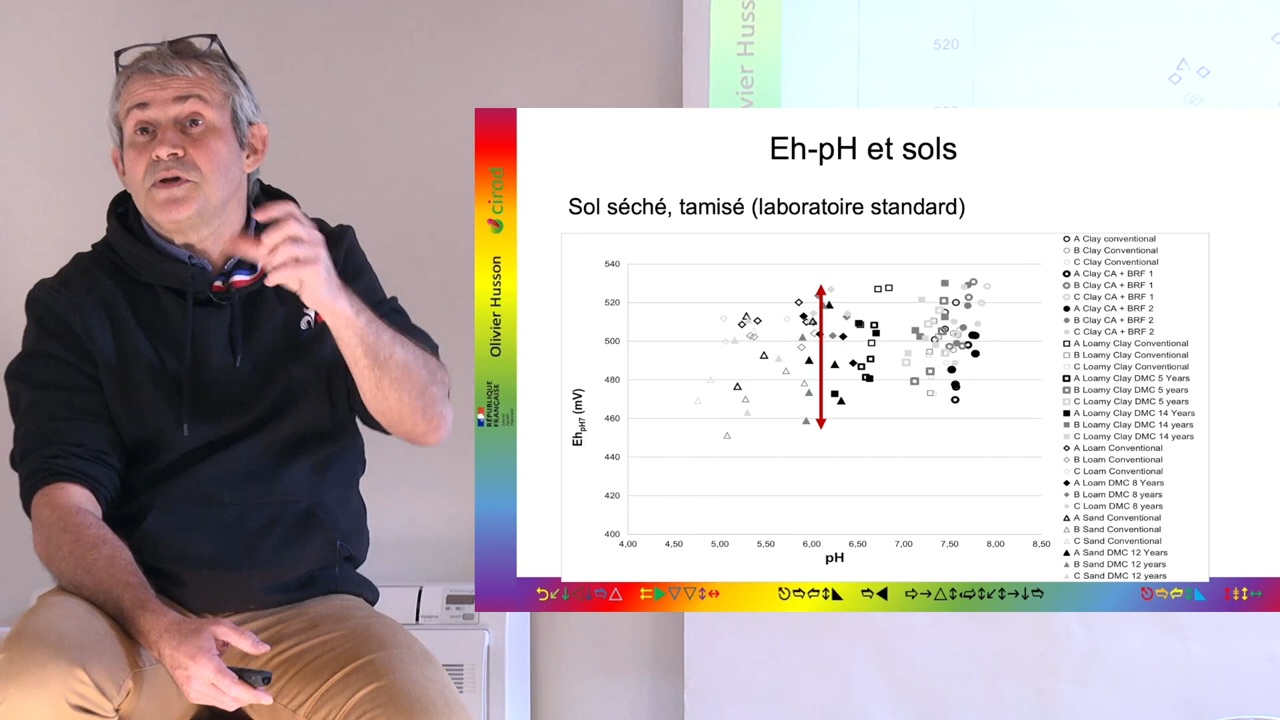 vier Huss
520
Eh-pH et sols
Sol séché, tamisé (laboratoire standard)
cirad
Olivier Husson
RÉPUBLIQUE
FRANÇAISE
540
520
500
480
460
440
420
400
Eh pH7 (mV)
4,00 4,50 5,00 5,50 6,00 6,50 7,00 7,50 8,00 8,50
pH
A Clay conventional
B Clay Conventional
C Clay Conventional
A Clay CA + BRF 1
B Clay CA + BRF 1
C Clay CA + BRF 1
A Clay CA + BRF 2
B Clay CA + BRF 2
C Clay CA + BRF 2
A Loamy Clay Conventional
B Loamy Clay Conventional
C Loamy Clay Conventional
A Loamy Clay DMC 5 Years
B Loamy Clay DMC 5 years
C Loamy Clay DMC 5 years
A Loamy Clay DMC 14 Years
B Loamy Clay DMC 14 years
C Loamy Clay DMC 14 years
A Loam Conventional
B Loam Conventional
C Loam Conventional
A Loam DMC 8 Years
B Loam DMC 8 years
C Loam DMC 8 years
A Sand Conventional
B Sand Conventional
C Sand Conventional
A Sand DMC 12 Years
B Sand DMC 12 years
C Sand DMC 12 years